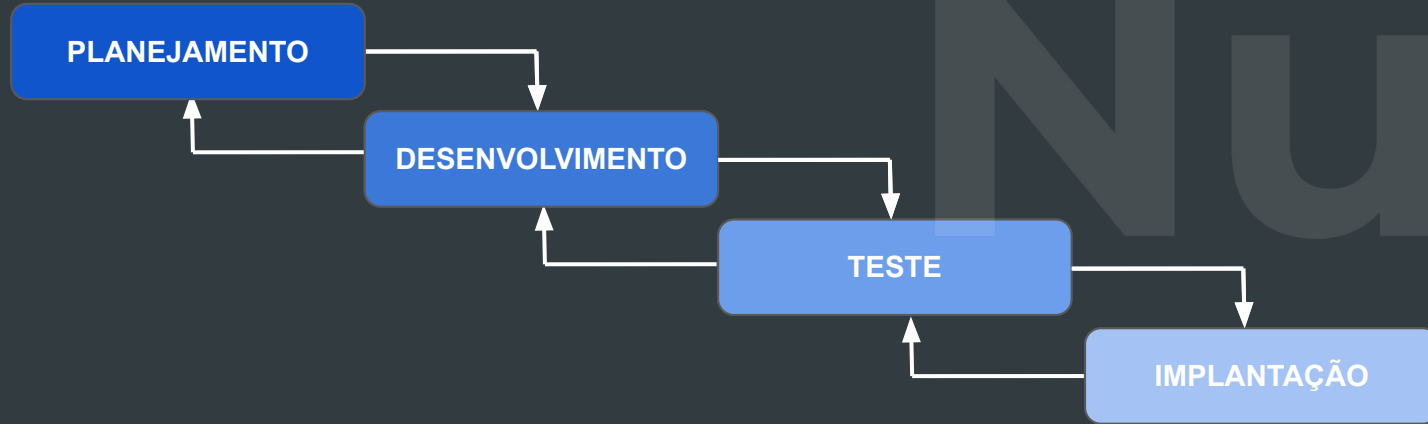 PLANEJAMENTO
DESENVOLVIMENTO
TESTE
IMPLANTAÇÃO
Nu